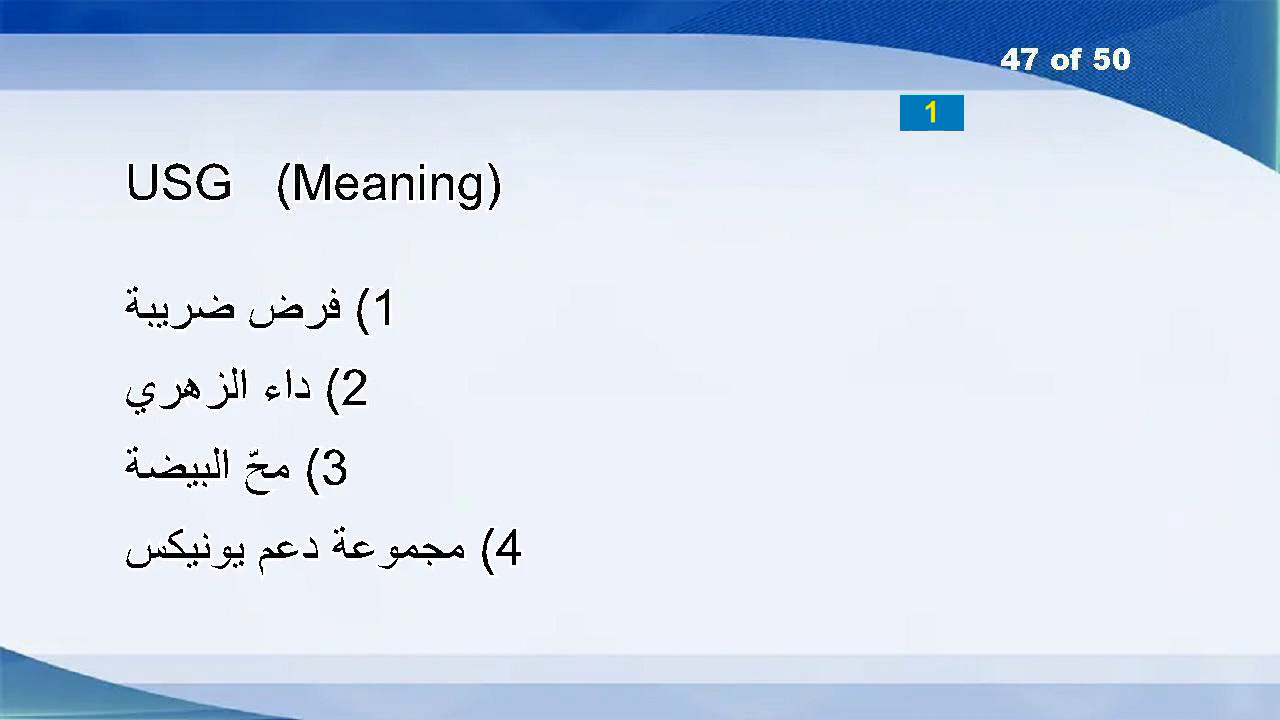 47 of 50
1
USG (Meaning)
1) فرض ضريبة
2) داء الزهري
3) محّ البيضة
4) مجموعة دعم يونيكس